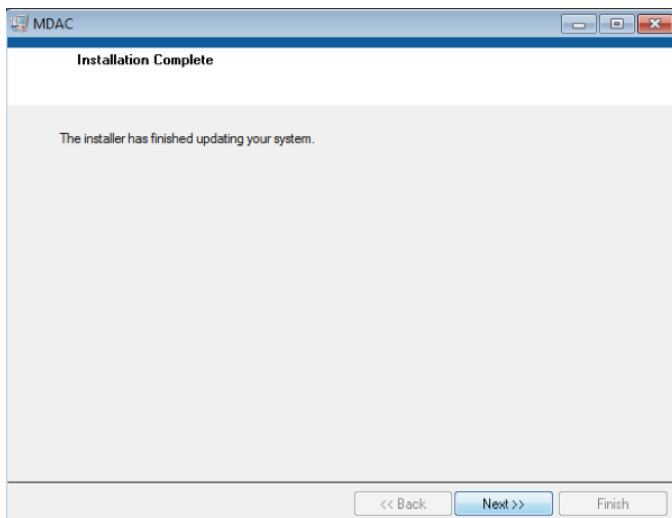 MDAC
Installation Complete
The installer has finished updating your system.
<< Back Next >> Finish